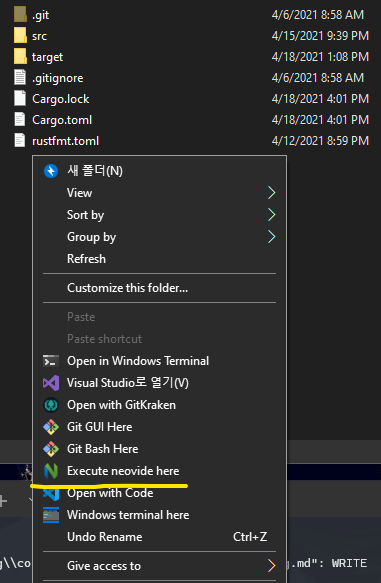 .git 4/6/2021 8:58 AM
src 4/15/2021 9:39 PM
target 4/18/2021 1:08 PM
.gitignore 4/6/2021 8:58 AM
Cargo.lock 4/18/2021 4:01 PM
Cargo.toml 4/18/2021 4:01 PM
rustfmt.toml 4/12/2021 8:59 PM
새 폴더(N)
View
Sort by
Group by
Refresh
Customize this folder...
Paste
Paste shortcut
Open in Windows Terminal
Visual Studio로 열기(V)
Open with GitKraken
Git GUI Here
Git Bash Here
Execute neovide here
Open with Code
Windows terminal here
Undo Rename Ctrl+Z
g\\co g.md": WRITE
Give access to